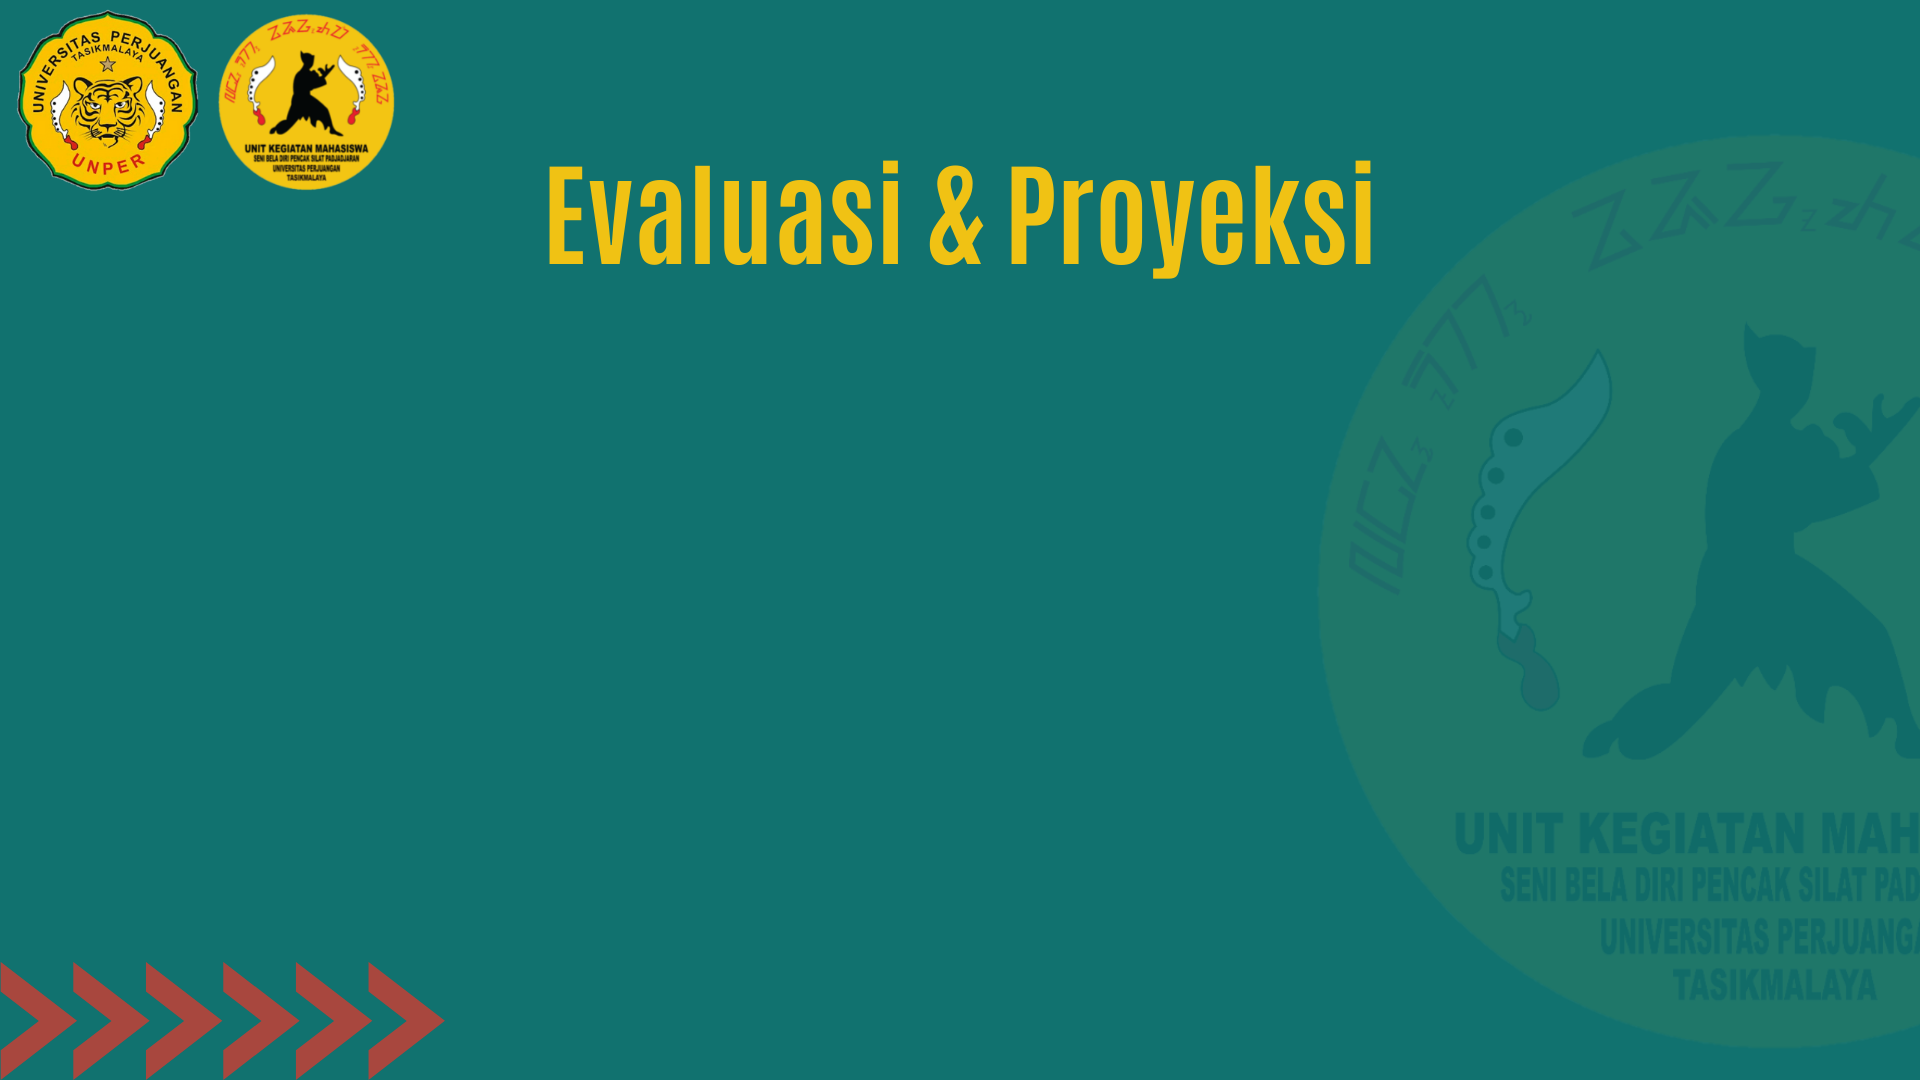 UNIVERSITAS PERJUANGAN
TASIKMALAYA
UNPER
UNIT KEGIATAN MAHASISWA
SENI BELA DIRI PENCAK SILAT PADJADJARAN
UNIVERSITAS PERJUANGAN
TASIKMALAYA
Evaluasi & Proyeksi
UNIT KEGIATAN MAH
SENI BELA DIRI PENCAK SILAT PAD
UNIVERSITAS PERJUANGA
TASIKMALAYA